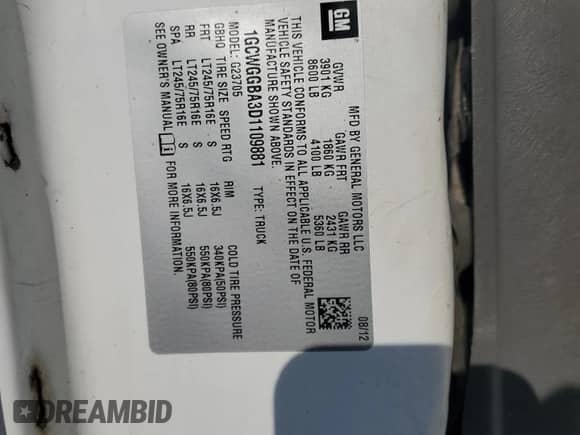 GM
MFD BY GENERAL MOTORS LLC
GVWR GAWR FRT GAWR RR
3901 KG 1860 KG 2431 KG
8600 LB 4100 LB 5360 LB
THIS VEHICLE CONFORMS TO ALL APPLICABLE U.S. FEDERAL MOTOR
VEHICLE SAFETY STANDARDS IN EFFECT ON THE DATE OF
MANUFACTURE SHOWN ABOVE.
08/12
1GCWGGBA3D1109881 TYPE: TRUCK
MODEL: G23705
GBHO TIRE SIZE SPEED RTG RIM COLD TIRE PRESSURE
FRT LT245/75R16E S 16X6.5J 340KPA(50PSI)
RR LT245/75R16E S 16X6.5J 550KPA(80PSI)
SPA LT245/75R16E S 16X6.5J 550KPA(80PSI)
SEE OWNER'S MANUAL FOR MORE INFORMATION.
DREAMBID